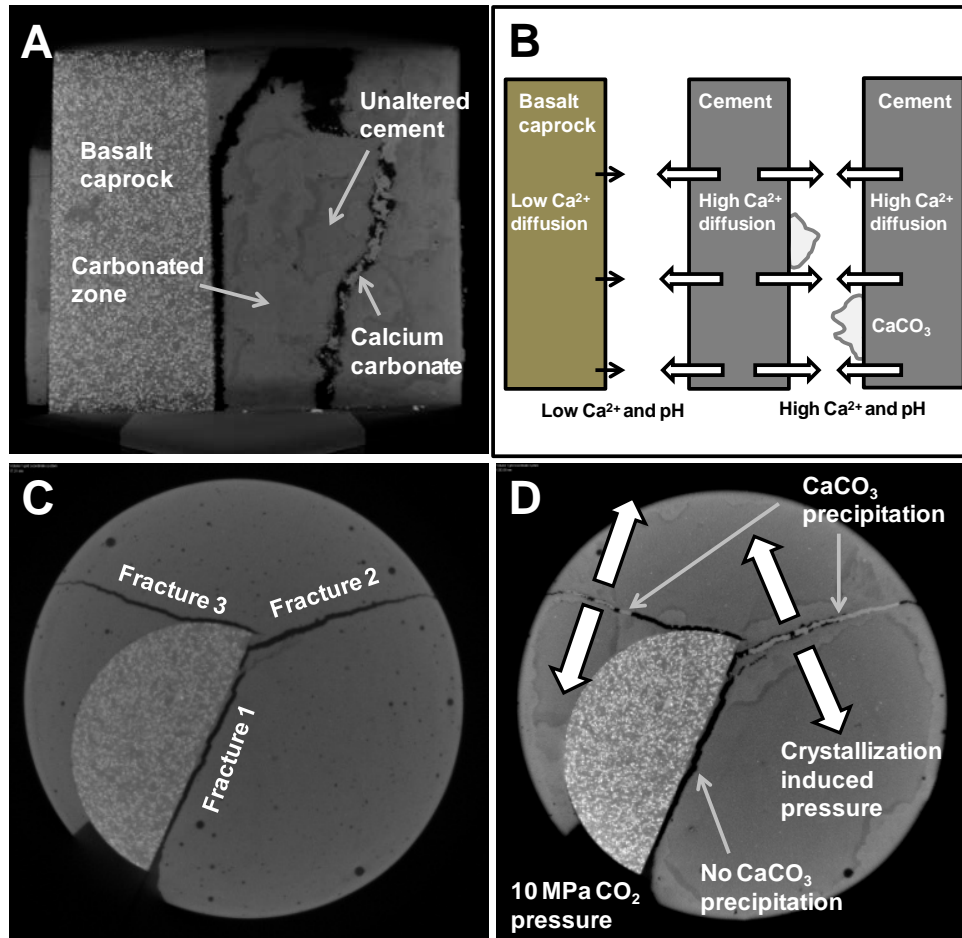 A
Unaltered
cement
Basalt
caprock
Carbonated
zone
Calcium
carbonate
B
Basalt
caprock
Cement
Cement
Low Ca²⁺
diffusion
High Ca²⁺
diffusion
High Ca²⁺
diffusion
CaCO₃
Low Ca²⁺ and pH
High Ca²⁺ and pH
C
Fracture 3
Fracture 2
Fracture 1
D
CaCO₃
precipitation
Crystallization
induced
pressure
No CaCO₃
precipitation
10 MPa CO₂
pressure